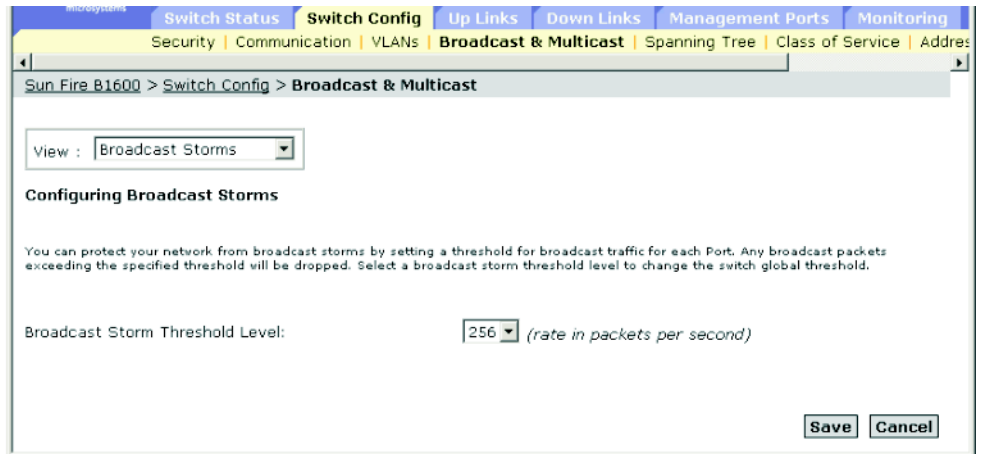 microsystems
Switch Status Switch Config Up Links Down Links Management Ports Monitoring
Security | Communication | VLANs | Broadcast & Multicast | Spanning Tree | Class of Service | Addres
Sun Fire B1600 > Switch Config > Broadcast & Multicast
View : Broadcast Storms
Configuring Broadcast Storms
You can protect your network from broadcast storms by setting a threshold for broadcast traffic for each Port. Any broadcast packets
exceeding the specified threshold will be dropped. Select a broadcast storm threshold level to change the switch global threshold.
Broadcast Storm Threshold Level: 256 (rate in packets per second)
Save Cancel